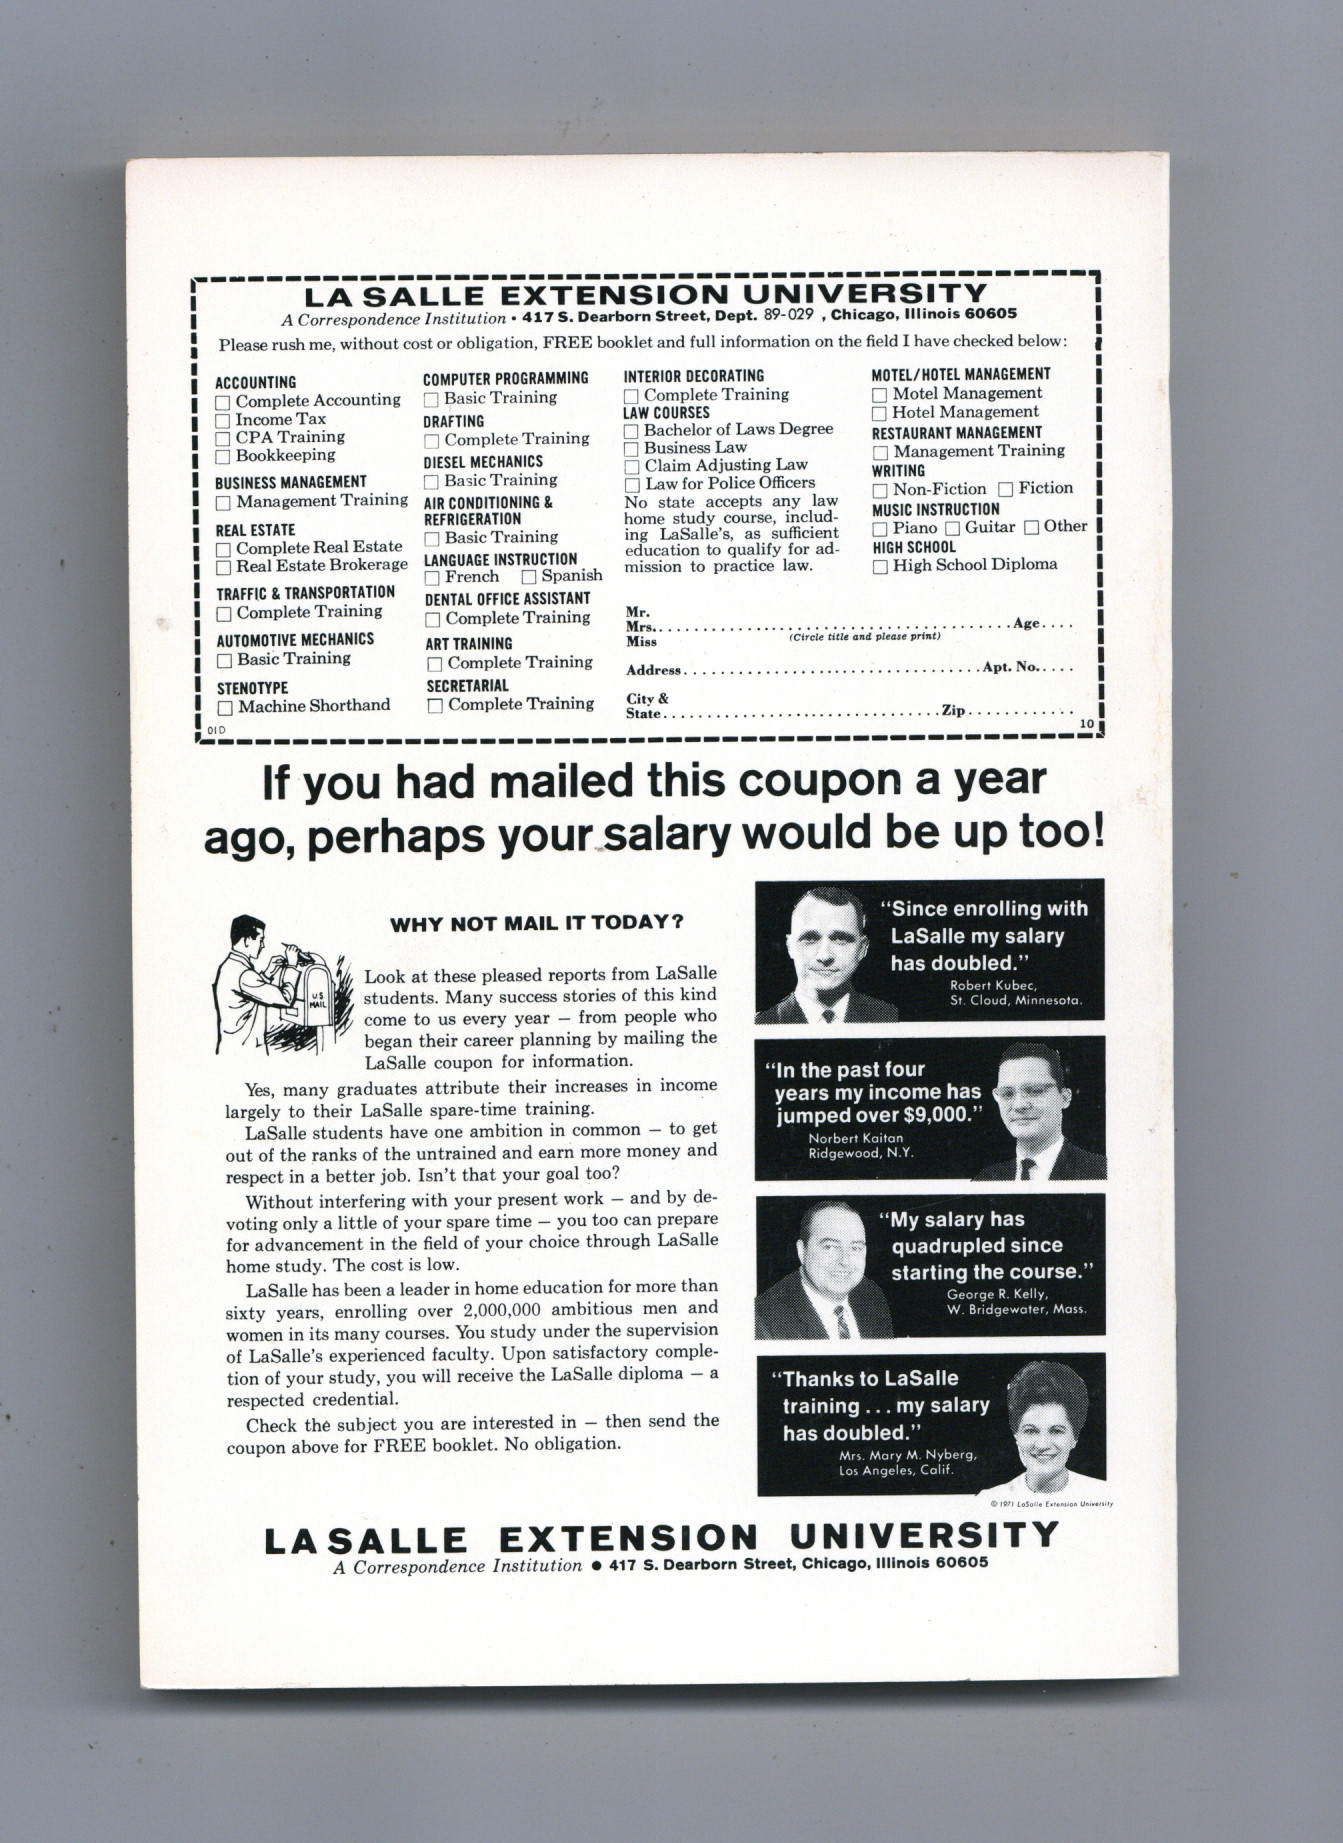 LA SALLE EXTENSION UNIVERSITY
A Correspondence Institution • 417 S. Dearborn Street, Dept. 89-029 , Chicago, Illinois 60605
Please rush me, without cost or obligation, FREE booklet and full information on the field I have checked below:
ACCOUNTING
□ Complete Accounting
□ Income Tax
□ CPA Training
□ Bookkeeping
BUSINESS MANAGEMENT
□ Management Training
REAL ESTATE
□ Complete Real Estate
□ Real Estate Brokerage
TRAFFIC & TRANSPORTATION
□ Complete Training
AUTOMOTIVE MECHANICS
□ Basic Training
STENOTYPE
□ Machine Shorthand
01D
COMPUTER PROGRAMMING
□ Basic Training
DRAFTING
□ Complete Training
DIESEL MECHANICS
□ Basic Training
AIR CONDITIONING &
REFRIGERATION
□ Basic Training
LANGUAGE INSTRUCTION
□ French □ Spanish
DENTAL OFFICE ASSISTANT
□ Complete Training
ART TRAINING
□ Complete Training
SECRETARIAL
□ Complete Training
INTERIOR DECORATING
□ Complete Training
LAW COURSES
□ Bachelor of Laws Degree
□ Business Law
□ Claim Adjusting Law
□ Law for Police Officers
No state accepts any law
home study course, includ-
ing LaSalle's, as sufficient
education to qualify for ad-
mission to practice law.
MOTEL/HOTEL MANAGEMENT
□ Motel Management
□ Hotel Management
RESTAURANT MANAGEMENT
□ Management Training
WRITING
□ Non-Fiction □ Fiction
MUSIC INSTRUCTION
□ Piano □ Guitar □ Other
HIGH SCHOOL
□ High School Diploma
Mr.
Mrs. . . . . . . . . . . . . . . . . . . . Age . . . .
Miss (Circle title and please print)
Address . . . . . . . . . . . . . . . . . . . . Apt. No. . . . .
City &
State . . . . . . . . . . . . . . . . . . . . Zip . . . . . . . . . .
10
If you had mailed this coupon a year
ago, perhaps your salary would be up too!
WHY NOT MAIL IT TODAY?
U S
MAIL
Look at these pleased reports from LaSalle
students. Many success stories of this kind
come to us every year — from people who
began their career planning by mailing the
LaSalle coupon for information.
Yes, many graduates attribute their increases in income
largely to their LaSalle spare-time training.
LaSalle students have one ambition in common — to get
out of the ranks of the untrained and earn more money and
respect in a better job. Isn't that your goal too?
Without interfering with your present work — and by de-
voting only a little of your spare time — you too can prepare
for advancement in the field of your choice through LaSalle
home study. The cost is low.
LaSalle has been a leader in home education for more than
sixty years, enrolling over 2,000,000 ambitious men and
women in its many courses. You study under the supervision
of LaSalle's experienced faculty. Upon satisfactory comple-
tion of your study, you will receive the LaSalle diploma — a
respected credential.
Check the subject you are interested in — then send the
coupon above for FREE booklet. No obligation.
"Since enrolling with
LaSalle my salary
has doubled."
Robert Kubec,
St. Cloud, Minnesota.
"In the past four
years my income has
jumped over $9,000."
Norbert Kaitan
Ridgewood, N.Y.
"My salary has
quadrupled since
starting the course."
George R. Kelly,
W. Bridgewater, Mass.
"Thanks to LaSalle
training . . . my salary
has doubled."
Mrs. Mary M. Nyberg,
Los Angeles, Calif.
© 1971 LaSalle Extension University
LA SALLE EXTENSION UNIVERSITY
A Correspondence Institution • 417 S. Dearborn Street, Chicago, Illinois 60605